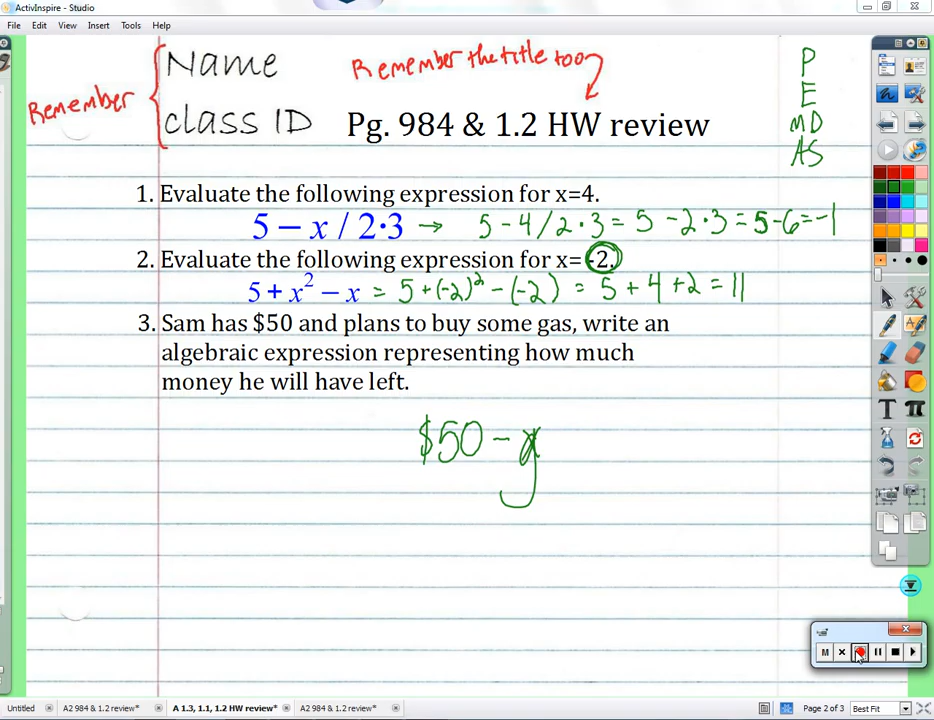 ActivInspire - Studio
File Edit View Insert Tools Help
Remember
Name
class ID
Remember the title too
Pg. 984 & 1.2 HW review
P
E
MD
AS
1. Evaluate the following expression for x=4.
5 − x / 2·3 → 5 - 4 / 2 · 3 = 5 - 2 · 3 = 5 - 6 = -1
2. Evaluate the following expression for x= -2.
5 + x² − x = 5 + (-2)² - (-2) = 5 + 4 + 2 = 11
3. Sam has $50 and plans to buy some gas, write an
algebraic expression representing how much
money he will have left.
$50 - g
M
Untitled A2 984 & 1.2 review* A 1.3, 1.1, 1.2 HW review* A2 984 & 1.2 review* Page 2 of 3 Best Fit